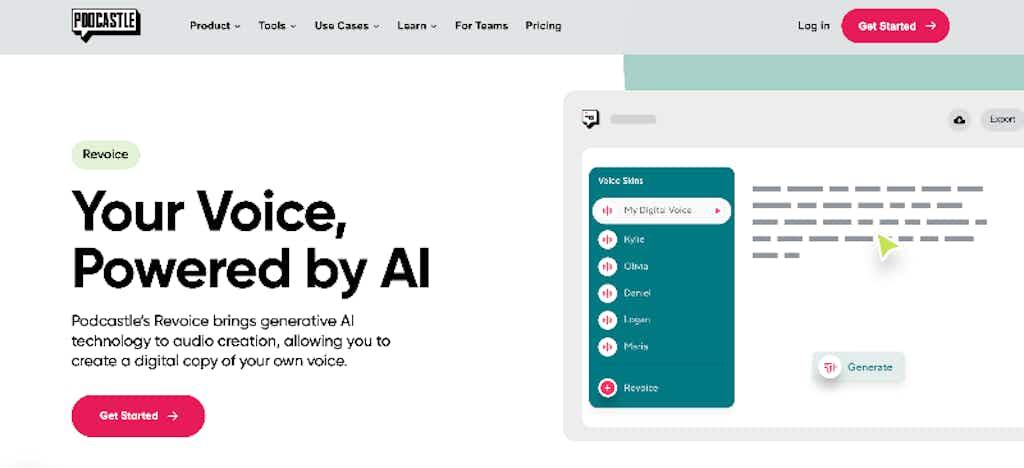 PODCASTLE
Product Tools Use Cases Learn For Teams Pricing
Log in
Get Started
Revoice
Your Voice,
Powered by AI
Podcastle's Revoice brings generative AI
technology to audio creation, allowing you to
create a digital copy of your own voice.
Get Started
Export
Voice Skins
My Digital Voice
Kylie
Olivia
Daniel
Logan
Maria
Revoice
Generate